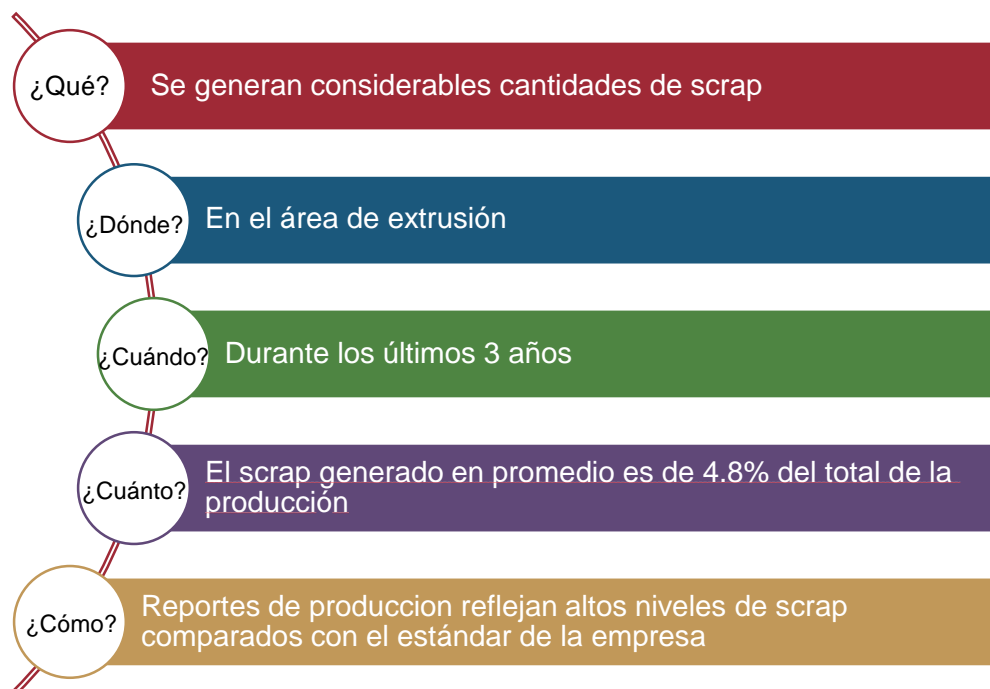 ¿Qué?
Se generan considerables cantidades de scrap
¿Dónde?
En el área de extrusión
¿Cuándo?
Durante los últimos 3 años
¿Cuánto?
El scrap generado en promedio es de 4.8% del total de la
producción
¿Cómo?
Reportes de produccion reflejan altos niveles de scrap
comparados con el estándar de la empresa